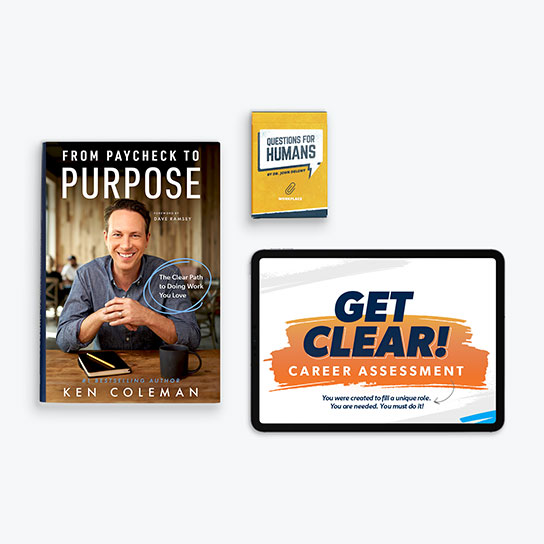 FROM PAYCHECK TO
PURPOSE
FOREWORD BY
DAVE RAMSEY
The Clear Path
to Doing Work
You Love
#1 BESTSELLING AUTHOR
KEN COLEMAN
QUESTIONS FOR
HUMANS
BY DR. JOHN DELONY
WORKPLACE
GET
CLEAR!
CAREER ASSESSMENT
You were created to fill a unique role.
You are needed. You must do it!